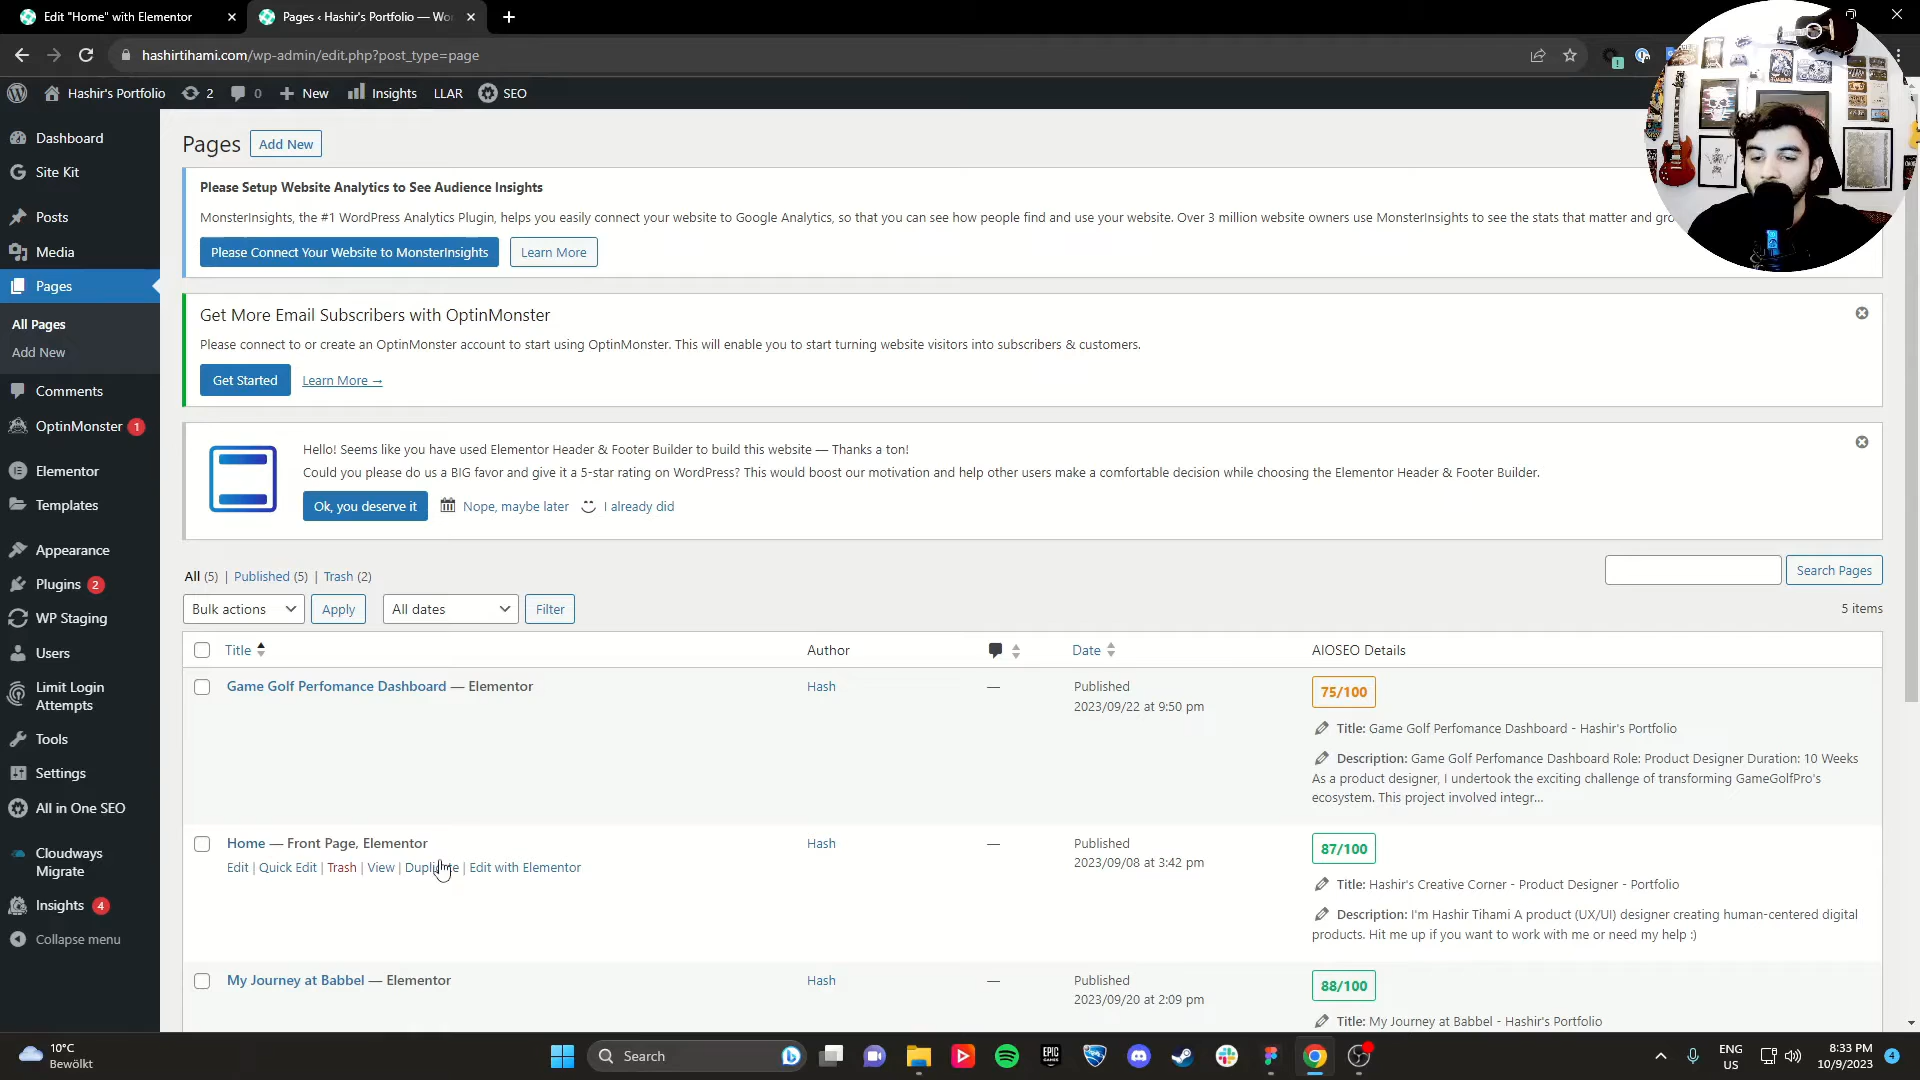 Edit "Home" with Elementor
Pages ‹ Hashir's Portfolio — Wo
hashirtihami.com/wp-admin/edit.php?post_type=page
Hashir's Portfolio
2
0
New
Insights
LLAR
SEO
Dashboard
Site Kit
Posts
Media
Pages
All Pages
Add New
Comments
OptinMonster 1
Elementor
Templates
Appearance
Plugins 2
WP Staging
Users
Limit Login
Attempts
Tools
Settings
All in One SEO
Cloudways
Migrate
Insights 4
Collapse menu
Pages Add New
Please Setup Website Analytics to See Audience Insights
MonsterInsights, the #1 WordPress Analytics Plugin, helps you easily connect your website to Google Analytics, so that you can see how people find and use your website. Over 3 million website owners use MonsterInsights to see the stats that matter and
Please Connect Your Website to MonsterInsights Learn More
Get More Email Subscribers with OptinMonster
Please connect to or create an OptinMonster account to start using OptinMonster. This will enable you to start turning website visitors into subscribers & customers.
Get Started Learn More →
Hello! Seems like you have used Elementor Header & Footer Builder to build this website — Thanks a ton!
Could you please do us a BIG favor and give it a 5-star rating on WordPress? This would boost our motivation and help other users make a comfortable decision while choosing the Elementor Header & Footer Builder.
Ok, you deserve it Nope, maybe later I already did
All (5) | Published (5) | Trash (2)
Search Pages
Bulk actions Apply All dates Filter
5 items
Title Author Date AIOSEO Details
Game Golf Perfomance Dashboard — Elementor
Hash
—
Published
2023/09/22 at 9:50 pm
75/100
Title: Game Golf Perfomance Dashboard - Hashir's Portfolio
Description: Game Golf Perfomance Dashboard Role: Product Designer Duration: 10 Weeks
As a product designer, I undertook the exciting challenge of transforming GameGolfPro's
ecosystem. This project involved integr...
Home — Front Page, Elementor
Edit | Quick Edit | Trash | View | Duplicate | Edit with Elementor
Hash
—
Published
2023/09/08 at 3:42 pm
87/100
Title: Hashir's Creative Corner - Product Designer - Portfolio
Description: I'm Hashir Tihami A product (UX/UI) designer creating human-centered digital
products. Hit me up if you want to work with me or need my help :)
My Journey at Babbel — Elementor
Hash
—
Published
2023/09/20 at 2:09 pm
88/100
Title: My Journey at Babbel - Hashir's Portfolio
10°C
Bewölkt
Search
EPIC
GAMES
ENG
US
8:33 PM
10/9/2023
4